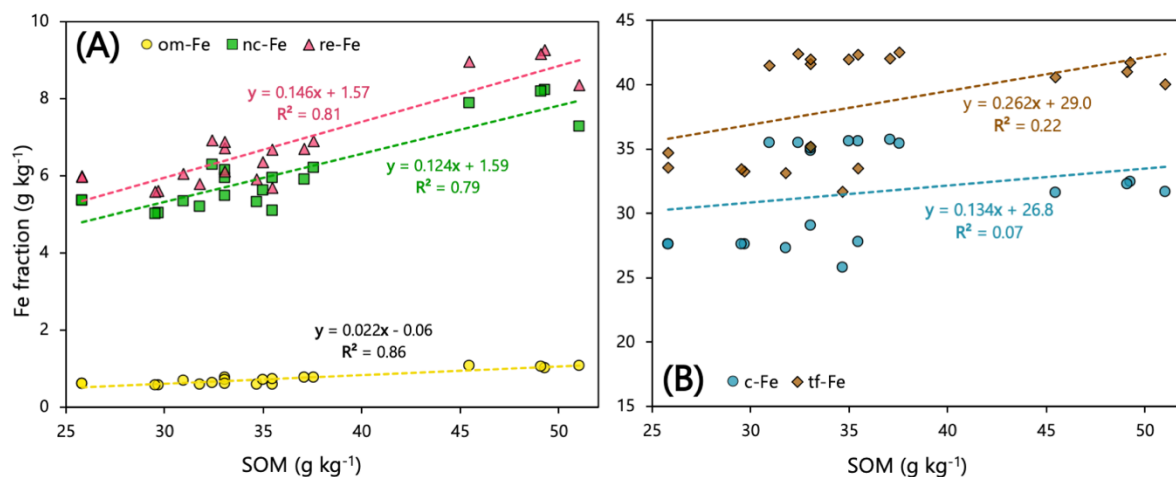 (A)
om-Fe nc-Fe re-Fe
y = 0.146x + 1.57
R² = 0.81
y = 0.124x + 1.59
R² = 0.79
y = 0.022x - 0.06
R² = 0.86
Fe fraction (g kg⁻¹)
10
8
6
4
2
0
25 30 35 40 45 50
SOM (g kg⁻¹)
45
40
35
30
25
20
15
y = 0.262x + 29.0
R² = 0.22
y = 0.134x + 26.8
R² = 0.07
(B)
c-Fe tf-Fe
25 30 35 40 45 50
SOM (g kg⁻¹)